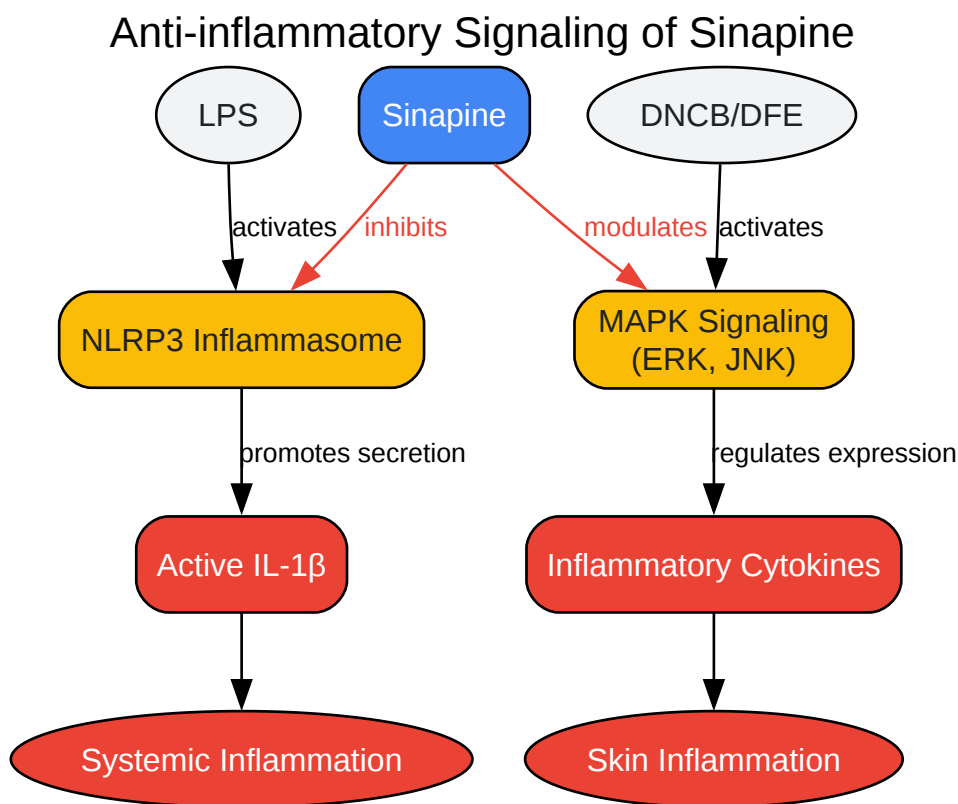 Anti-inflammatory Signaling of Sinapine
LPS
Sinapine
DNCB/DFE
activates
inhibits
modulates
activates
NLRP3 Inflammasome
MAPK Signaling
(ERK, JNK)
promotes secretion
regulates expression
Active IL-1β
Inflammatory Cytokines
Systemic Inflammation
Skin Inflammation